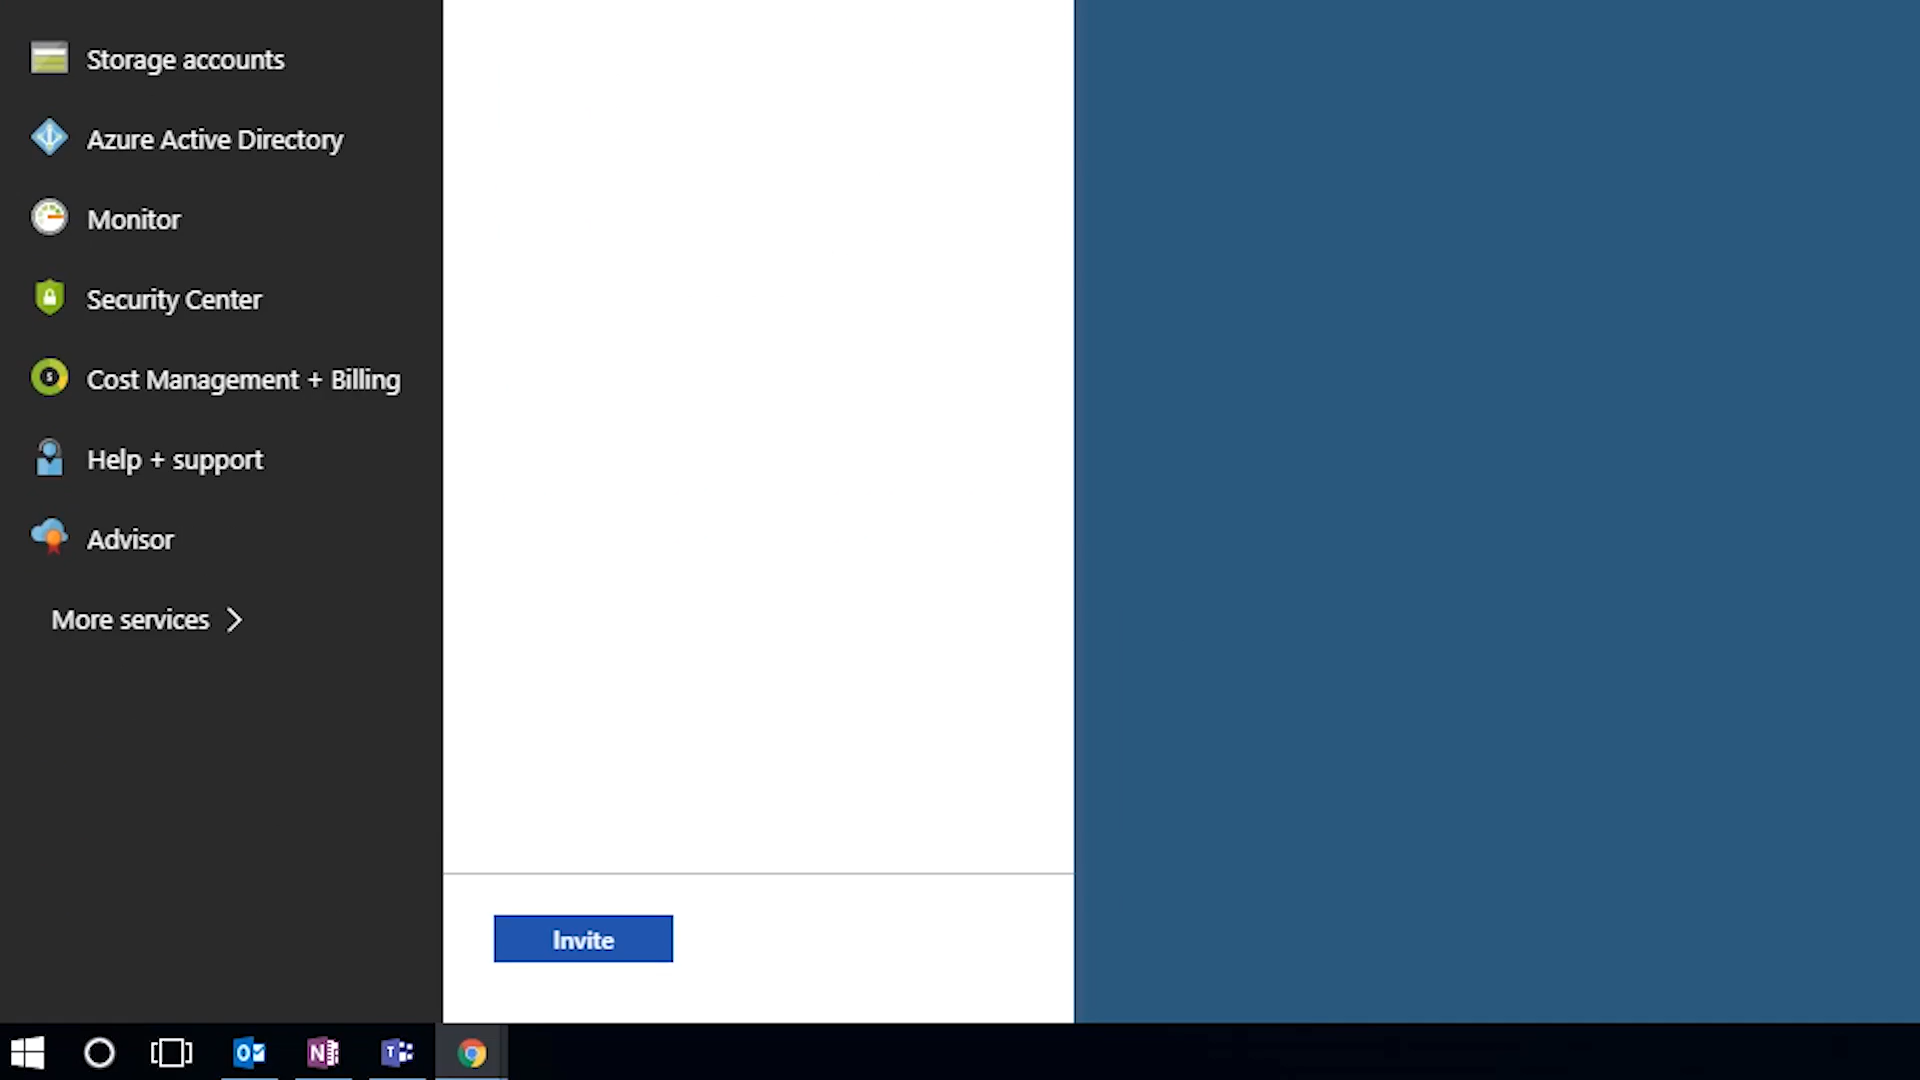 Storage accounts
Azure Active Directory
Monitor
Security Center
Cost Management + Billing
Help + support
Advisor
More services
Invite